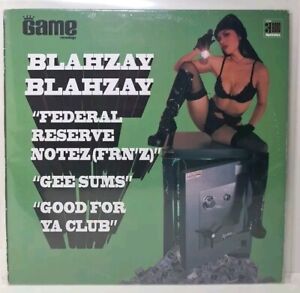 Game
BLAHZAY
BLAHZAY
"FEDERAL
RESERVE
NOTEZ (FRN'Z)"
"GEE SUMS"
"GOOD FOR
YA CLUB"